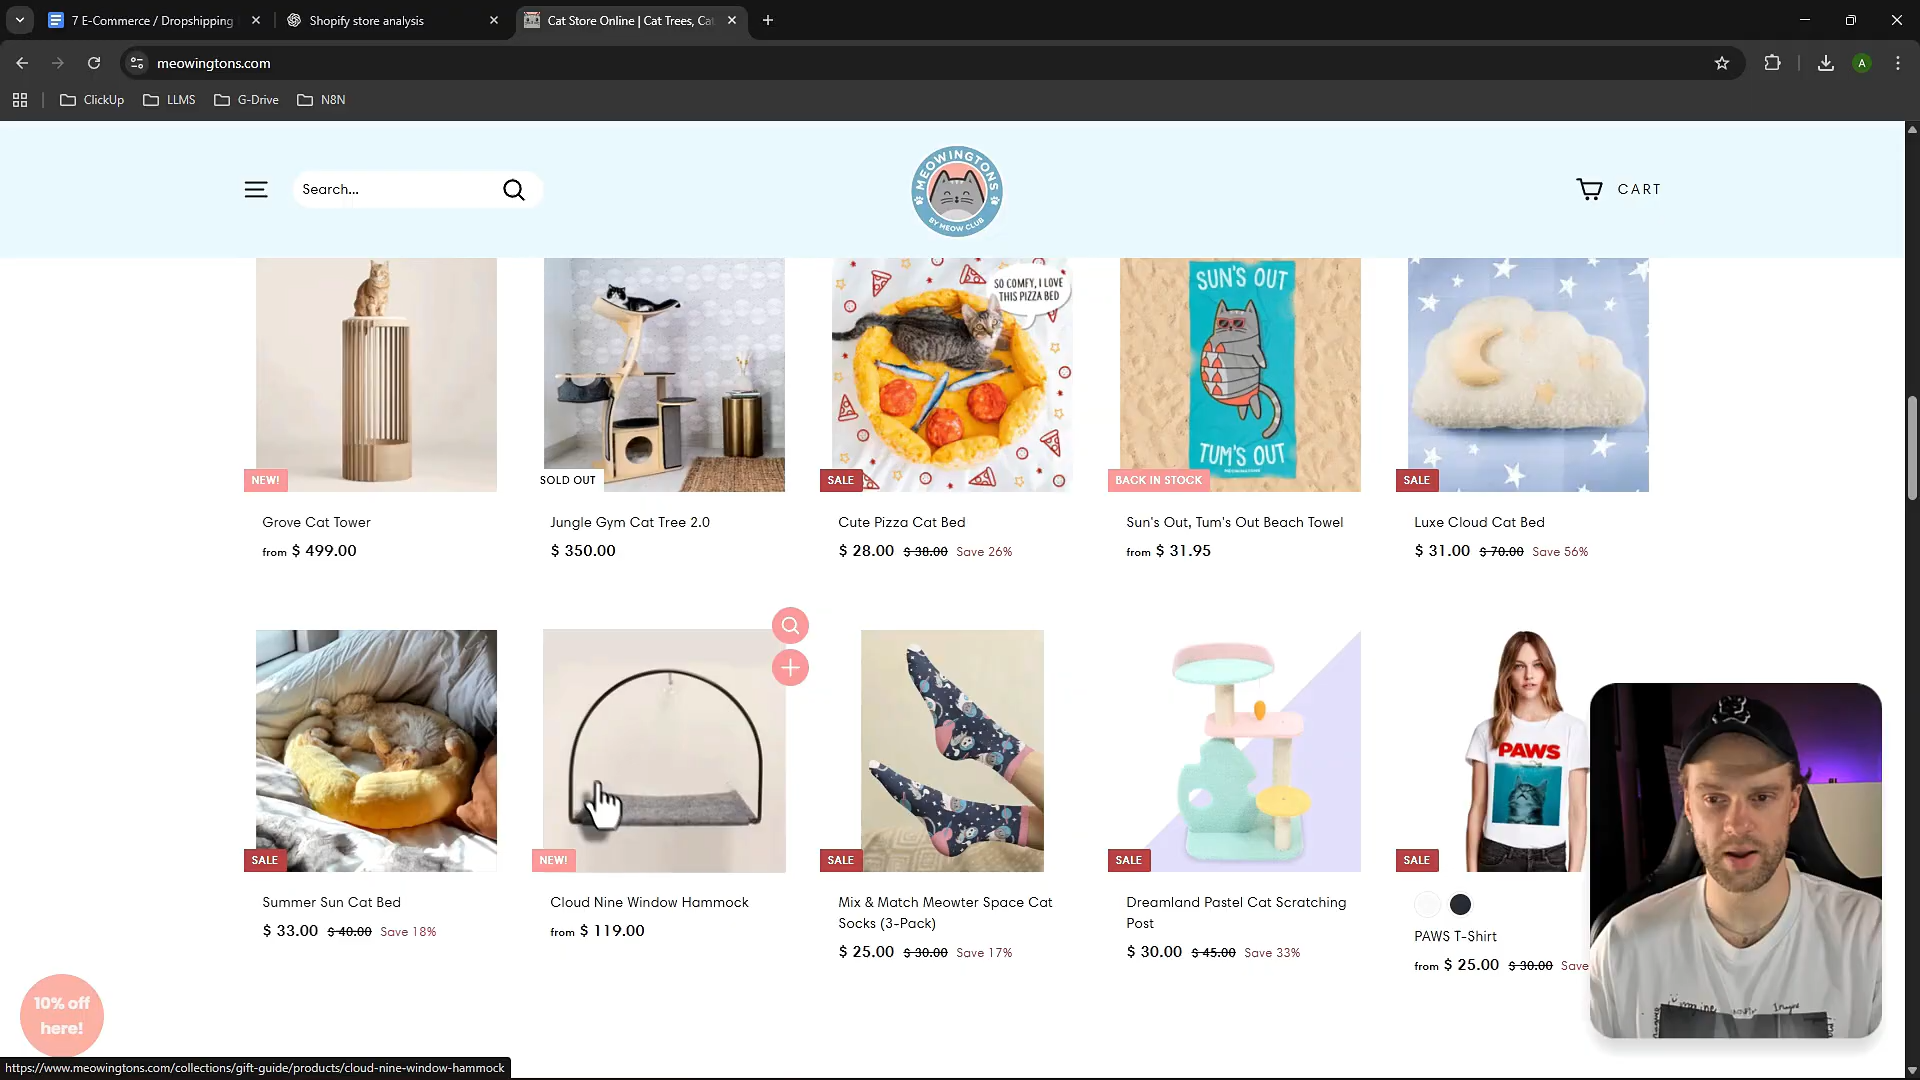 7 E-Commerce / Dropshipping
Shopify store analysis
Cat Store Online | Cat Trees, Cat
meowingtons.com
A
ClickUp
LLMS
G-Drive
N8N
Search...
MEOWINGTONS
BY MEOW CLUB
CART
SO COMFY, I LOVE
THIS PIZZA BED
SUN'S OUT
TUM'S OUT
NEW!
SOLD OUT
SALE
BACK IN STOCK
SALE
Grove Cat Tower
Jungle Gym Cat Tree 2.0
Cute Pizza Cat Bed
Sun's Out, Tum's Out Beach Towel
Luxe Cloud Cat Bed
from $ 499.00
$ 350.00
$ 28.00 $ 38.00 Save 26%
from $ 31.95
$ 31.00 $ 70.00 Save 56%
PAWS
SALE
NEW!
SALE
SALE
SALE
Summer Sun Cat Bed
$ 33.00 $ 40.00 Save 18%
Cloud Nine Window Hammock
from $ 119.00
Mix & Match Meowter Space Cat
Socks (3-Pack)
$ 25.00 $ 30.00 Save 17%
Dreamland Pastel Cat Scratching
Post
$ 30.00 $ 45.00 Save 33%
PAWS T-Shirt
from $ 25.00 $ 30.00 Save
10% off
here!
https://www.meowingtons.com/collections/gift-guide/products/cloud-nine-window-hammock